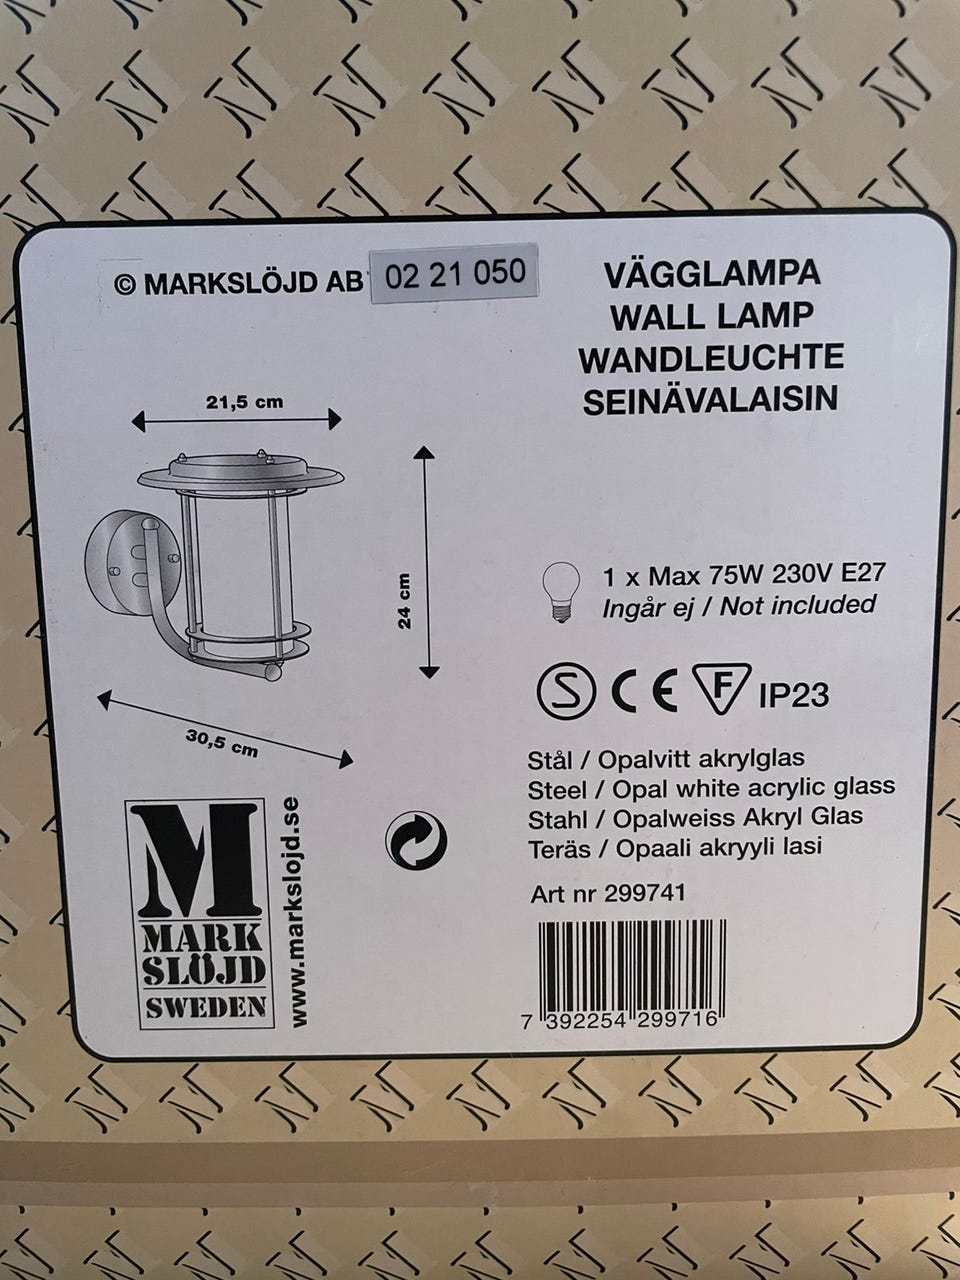 © MARKSLÖJD AB 02 21 050
VÄGGLAMPA
WALL LAMP
WANDLEUCHTE
SEINÄVALAISIN
21,5 cm
24 cm
30,5 cm
1 x Max 75W 230V E27
Ingår ej / Not included
S CE F IP23
Stål / Opalvitt akrylglas
Steel / Opal white acrylic glass
Stahl / Opalweiss Akryl Glas
Teräs / Opaali akryyli lasi
Art nr 299741
7 392254 299716
M
MARK
SLÖJD
SWEDEN
www.markslojd.se